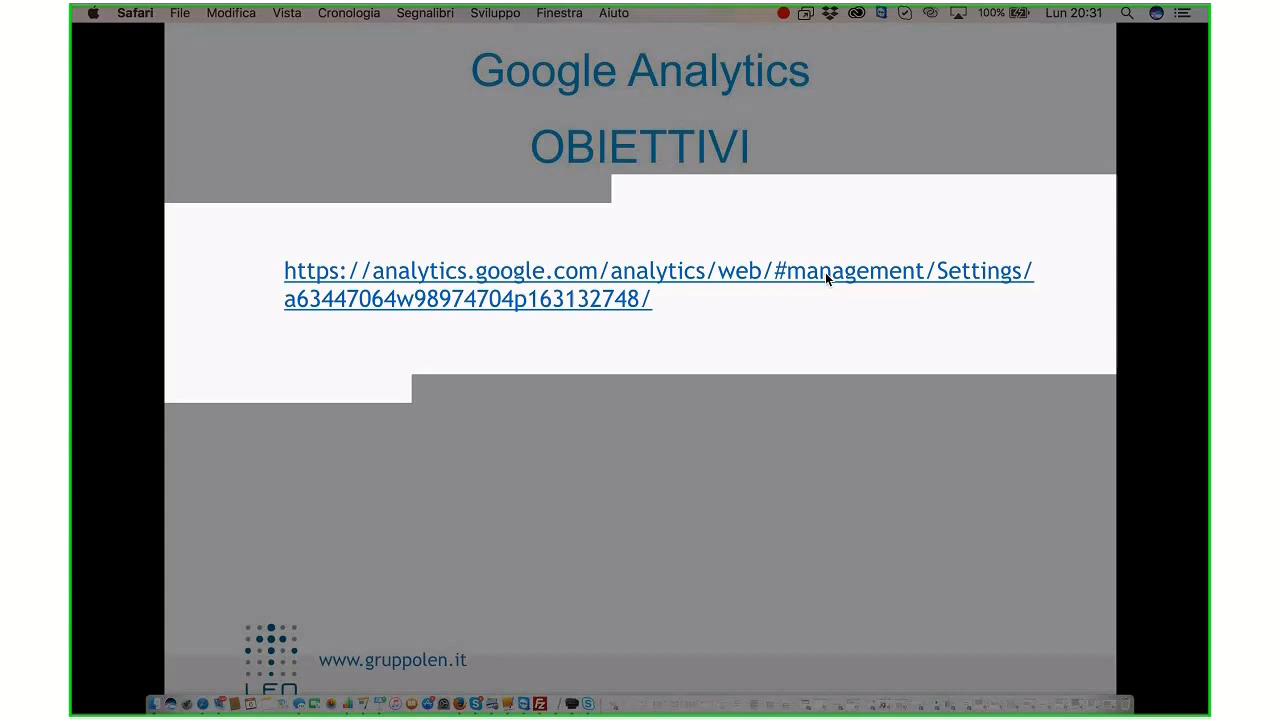 Safari File Modifica Vista Cronologia Segnalibri Sviluppo Finestra Aiuto 100% Lun 20:31
Google Analytics
OBIETTIVI
https://analytics.google.com/analytics/web/#management/Settings/
a63447064w98974704p163132748/
www.gruppolen.it
LEN